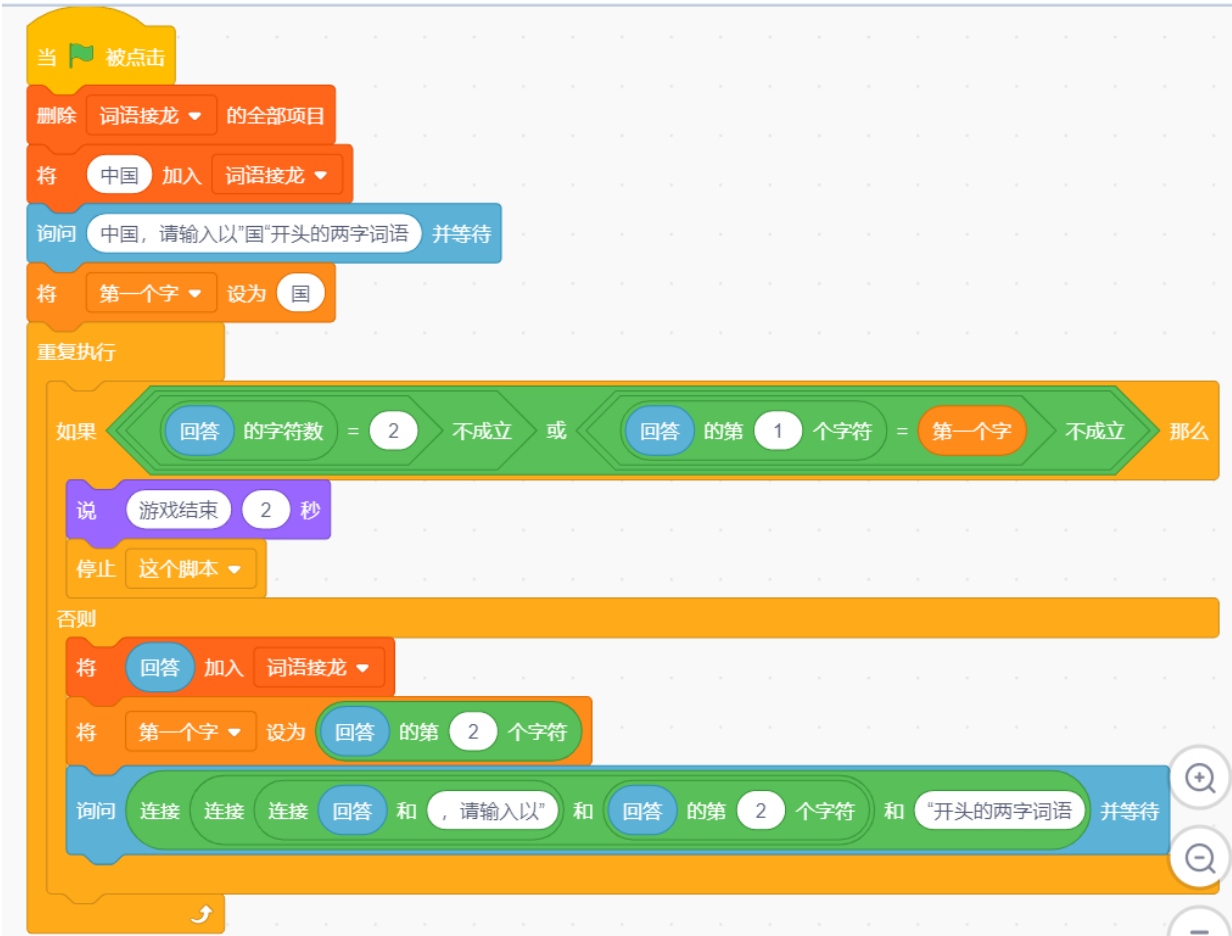 当 被点击
删除 词语接龙 的全部项目
将 中国 加入 词语接龙
询问 中国，请输入以”国“开头的两字词语 并等待
将 第一个字 设为 国
重复执行
如果 回答 的字符数 = 2 不成立 或 回答 的第 1 个字符 = 第一个字 不成立 那么
说 游戏结束 2 秒
停止 这个脚本
否则
将 回答 加入 词语接龙
将 第一个字 设为 回答 的第 2 个字符
询问 连接 连接 连接 回答 和 ，请输入以” 和 回答 的第 2 个字符 和 “开头的两字词语 并等待